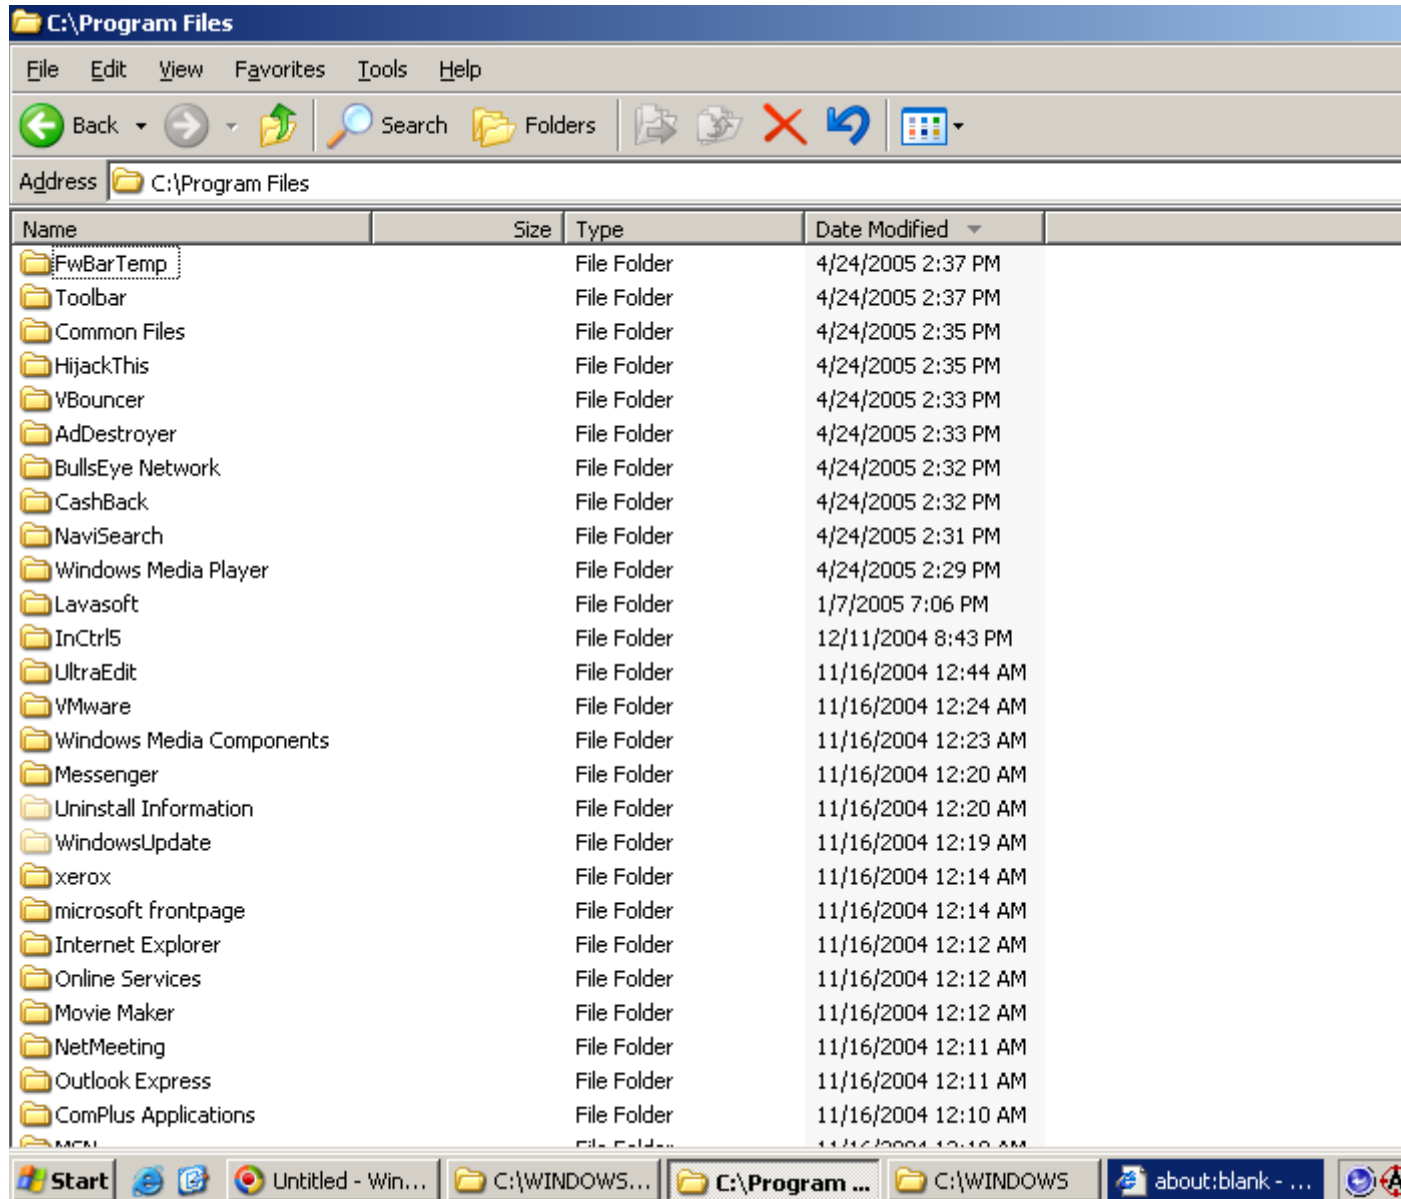 C:\Program Files
File Edit View Favorites Tools Help
Back Search Folders
Address C:\Program Files
Name Size Type Date Modified
FwBarTemp File Folder 4/24/2005 2:37 PM
Toolbar File Folder 4/24/2005 2:37 PM
Common Files File Folder 4/24/2005 2:35 PM
HijackThis File Folder 4/24/2005 2:35 PM
VBouncer File Folder 4/24/2005 2:33 PM
AdDestroyer File Folder 4/24/2005 2:33 PM
BullsEye Network File Folder 4/24/2005 2:32 PM
CashBack File Folder 4/24/2005 2:32 PM
NaviSearch File Folder 4/24/2005 2:31 PM
Windows Media Player File Folder 4/24/2005 2:29 PM
Lavasoft File Folder 1/7/2005 7:06 PM
InCtrl5 File Folder 12/11/2004 8:43 PM
UltraEdit File Folder 11/16/2004 12:44 AM
VMware File Folder 11/16/2004 12:24 AM
Windows Media Components File Folder 11/16/2004 12:23 AM
Messenger File Folder 11/16/2004 12:20 AM
Uninstall Information File Folder 11/16/2004 12:20 AM
WindowsUpdate File Folder 11/16/2004 12:19 AM
xerox File Folder 11/16/2004 12:14 AM
microsoft frontpage File Folder 11/16/2004 12:14 AM
Internet Explorer File Folder 11/16/2004 12:12 AM
Online Services File Folder 11/16/2004 12:12 AM
Movie Maker File Folder 11/16/2004 12:12 AM
NetMeeting File Folder 11/16/2004 12:11 AM
Outlook Express File Folder 11/16/2004 12:11 AM
ComPlus Applications File Folder 11/16/2004 12:10 AM
Start Untitled - Win... C:\WINDOWS... C:\Program ... C:\WINDOWS about:blank - ...